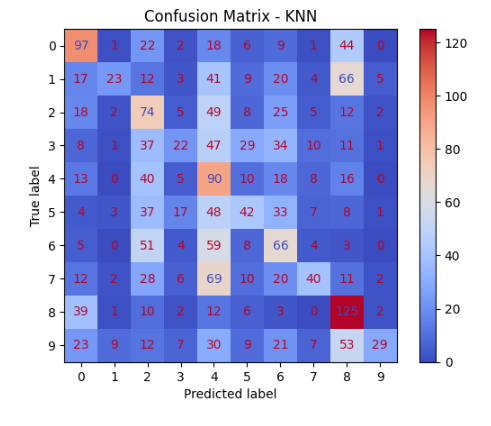 Confusion Matrix - KNN
True label
0 97 1 22 2 18 6 9 1 44 0
1 17 23 12 3 41 9 20 4 66 5
2 18 2 74 5 49 8 25 5 12 2
3 8 1 37 22 47 29 34 10 11 1
4 13 0 40 5 90 10 18 8 16 0
5 4 3 37 17 48 42 33 7 8 1
6 5 0 51 4 59 8 66 4 3 0
7 12 2 28 6 69 10 20 40 11 2
8 39 1 10 2 12 6 3 0 125 2
9 23 9 12 7 30 9 21 7 53 29
0 1 2 3 4 5 6 7 8 9
Predicted label
120
100
80
60
40
20
0